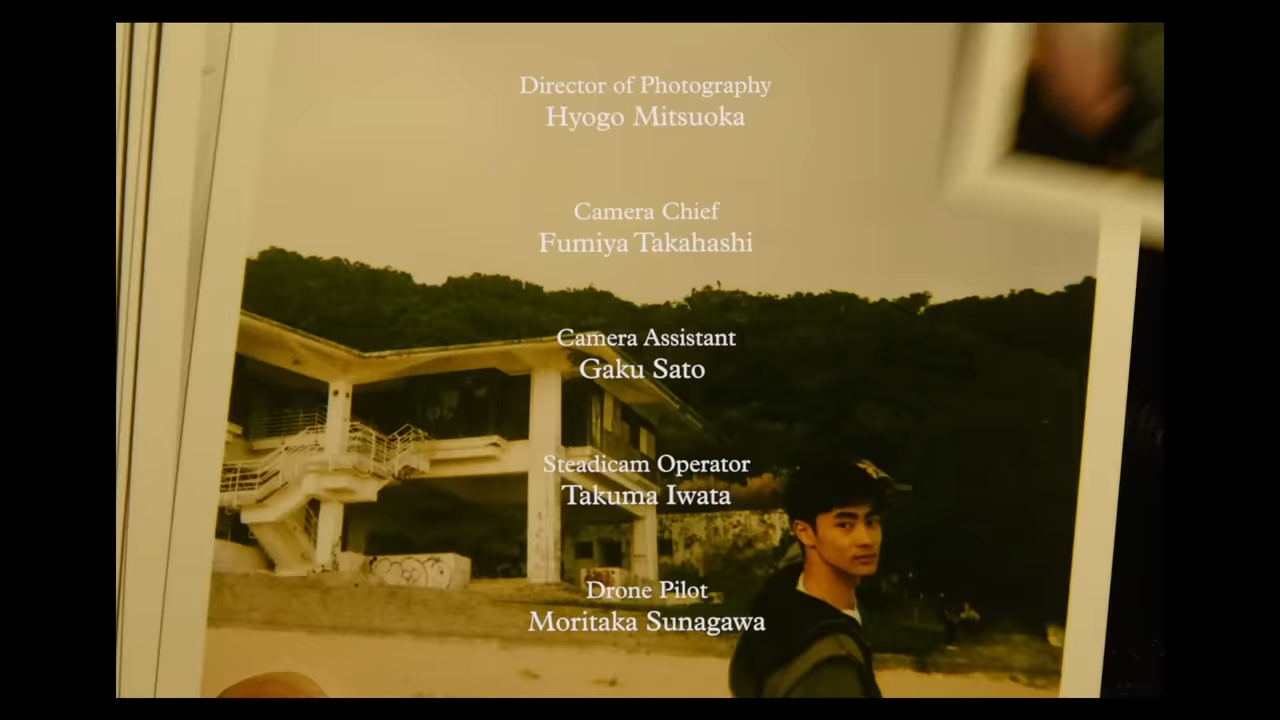 Director of Photography
Hyogo Mitsuoka
Camera Chief
Fumiya Takahashi
Camera Assistant
Gaku Sato
Steadicam Operator
Takuma Iwata
Drone Pilot
Moritaka Sunagawa